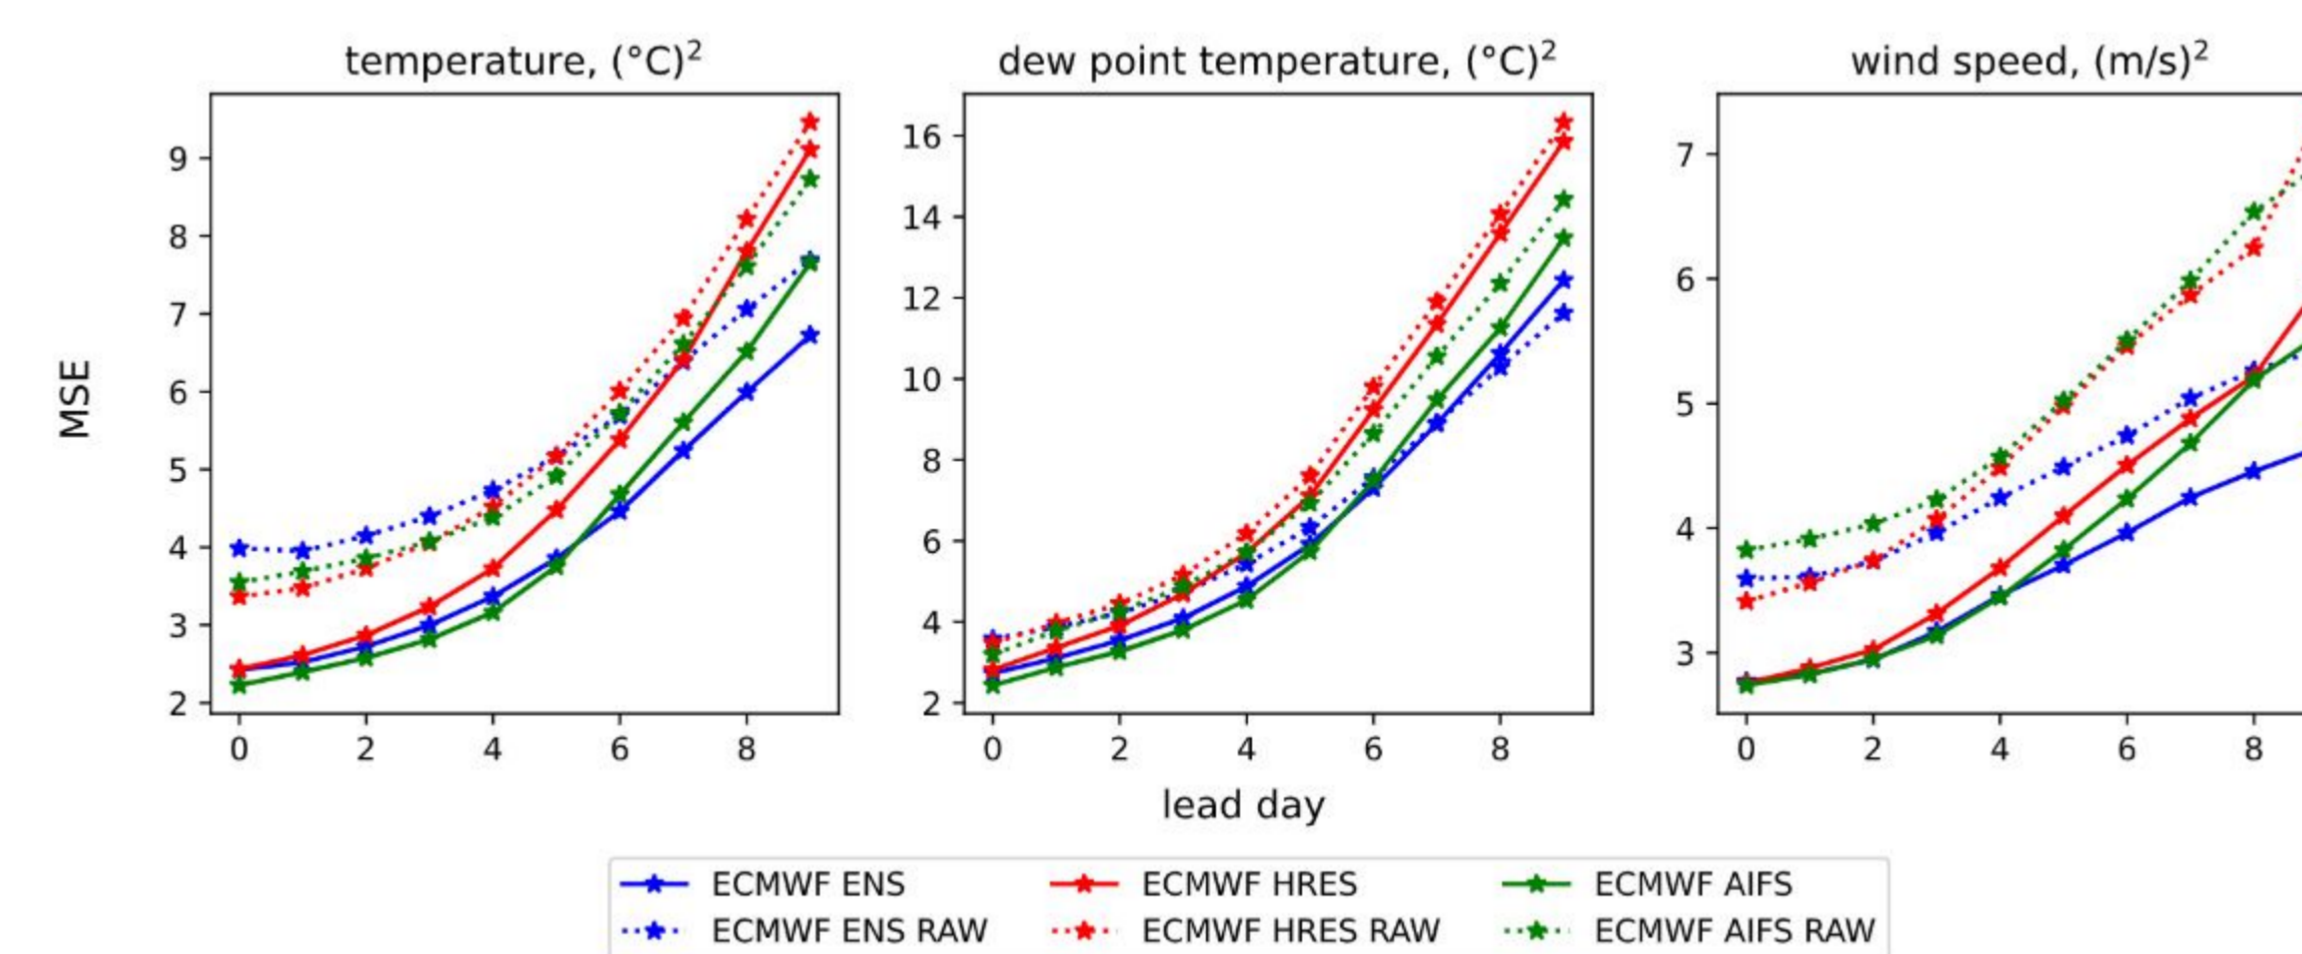 temperature, (°C)²
dew point temperature, (°C)²
wind speed, (m/s)²
MSE
9
8
7
6
5
4
3
2
0 2 4 6 8
16
14
12
10
8
6
4
2
0 2 4 6 8
7
6
5
4
3
0 2 4 6 8
lead day
ECMWF ENS
ECMWF HRES
ECMWF AIFS
ECMWF ENS RAW
ECMWF HRES RAW
ECMWF AIFS RAW